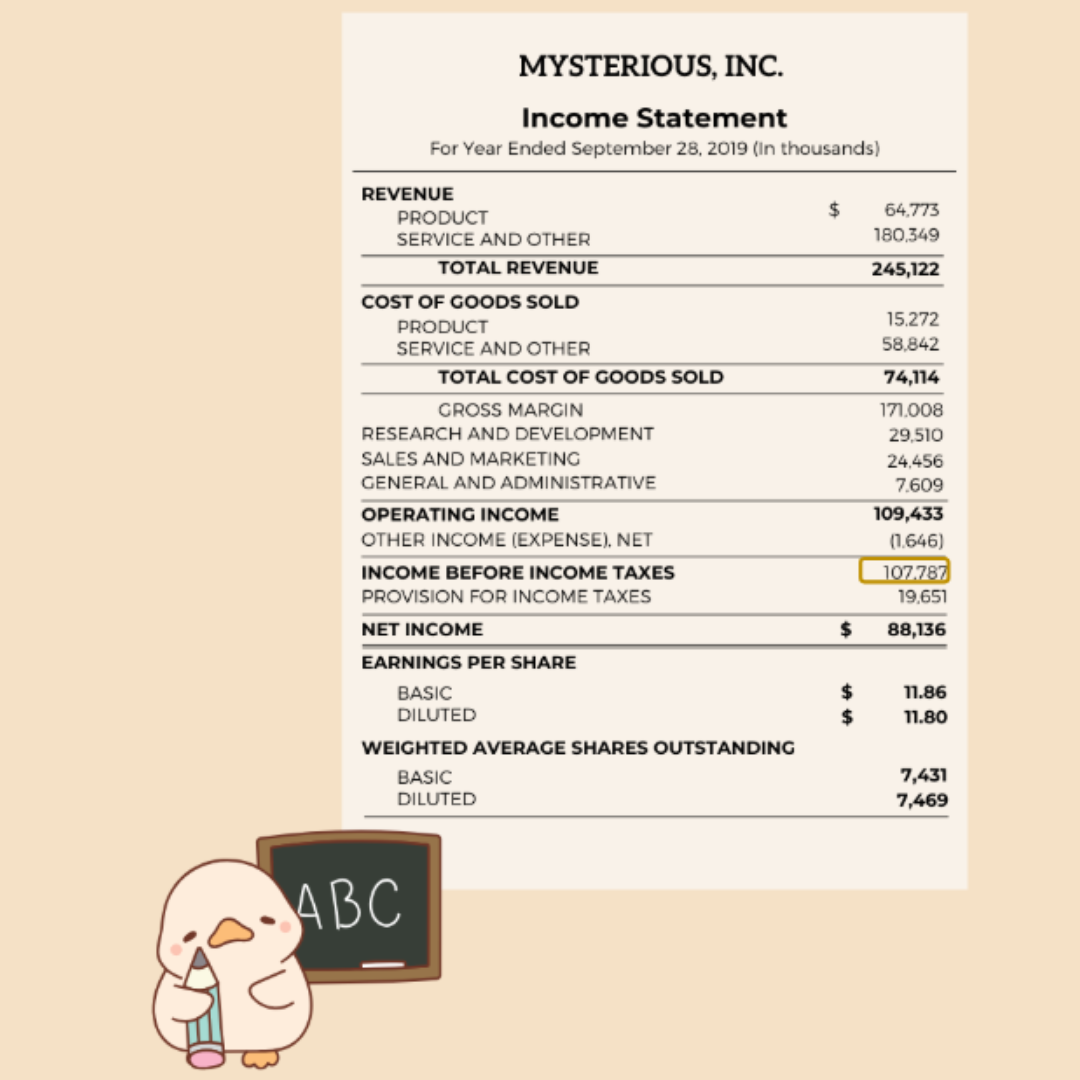 MYSTERIOUS, INC.
Income Statement
For Year Ended September 28, 2019 (In thousands)
REVENUE
PRODUCT $ 64,773
SERVICE AND OTHER 180,349
TOTAL REVENUE 245,122
COST OF GOODS SOLD
PRODUCT 15,272
SERVICE AND OTHER 58,842
TOTAL COST OF GOODS SOLD 74,114
GROSS MARGIN 171,008
RESEARCH AND DEVELOPMENT 29,510
SALES AND MARKETING 24,456
GENERAL AND ADMINISTRATIVE 7,609
OPERATING INCOME 109,433
OTHER INCOME (EXPENSE), NET (1,646)
INCOME BEFORE INCOME TAXES 107,787
PROVISION FOR INCOME TAXES 19,651
NET INCOME $ 88,136
EARNINGS PER SHARE
BASIC $ 11.86
DILUTED $ 11.80
WEIGHTED AVERAGE SHARES OUTSTANDING
BASIC 7,431
DILUTED 7,469
ABC